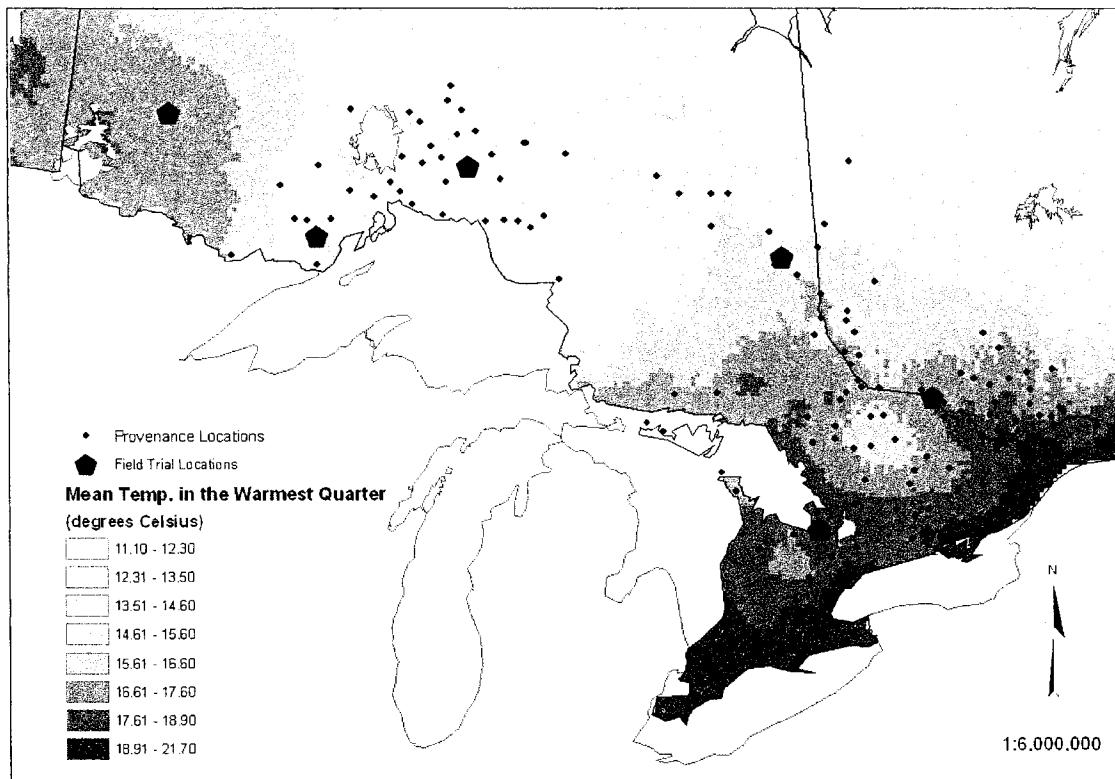 Provenance Locations
Field Trial Locations
Mean Temp. in the Warmest Quarter
(degrees Celsius)
11.10 - 12.30
12.31 - 13.50
13.51 - 14.60
14.61 - 15.60
15.61 - 16.60
16.61 - 17.60
17.61 - 18.90
18.91 - 21.70
N
1:6,000,000